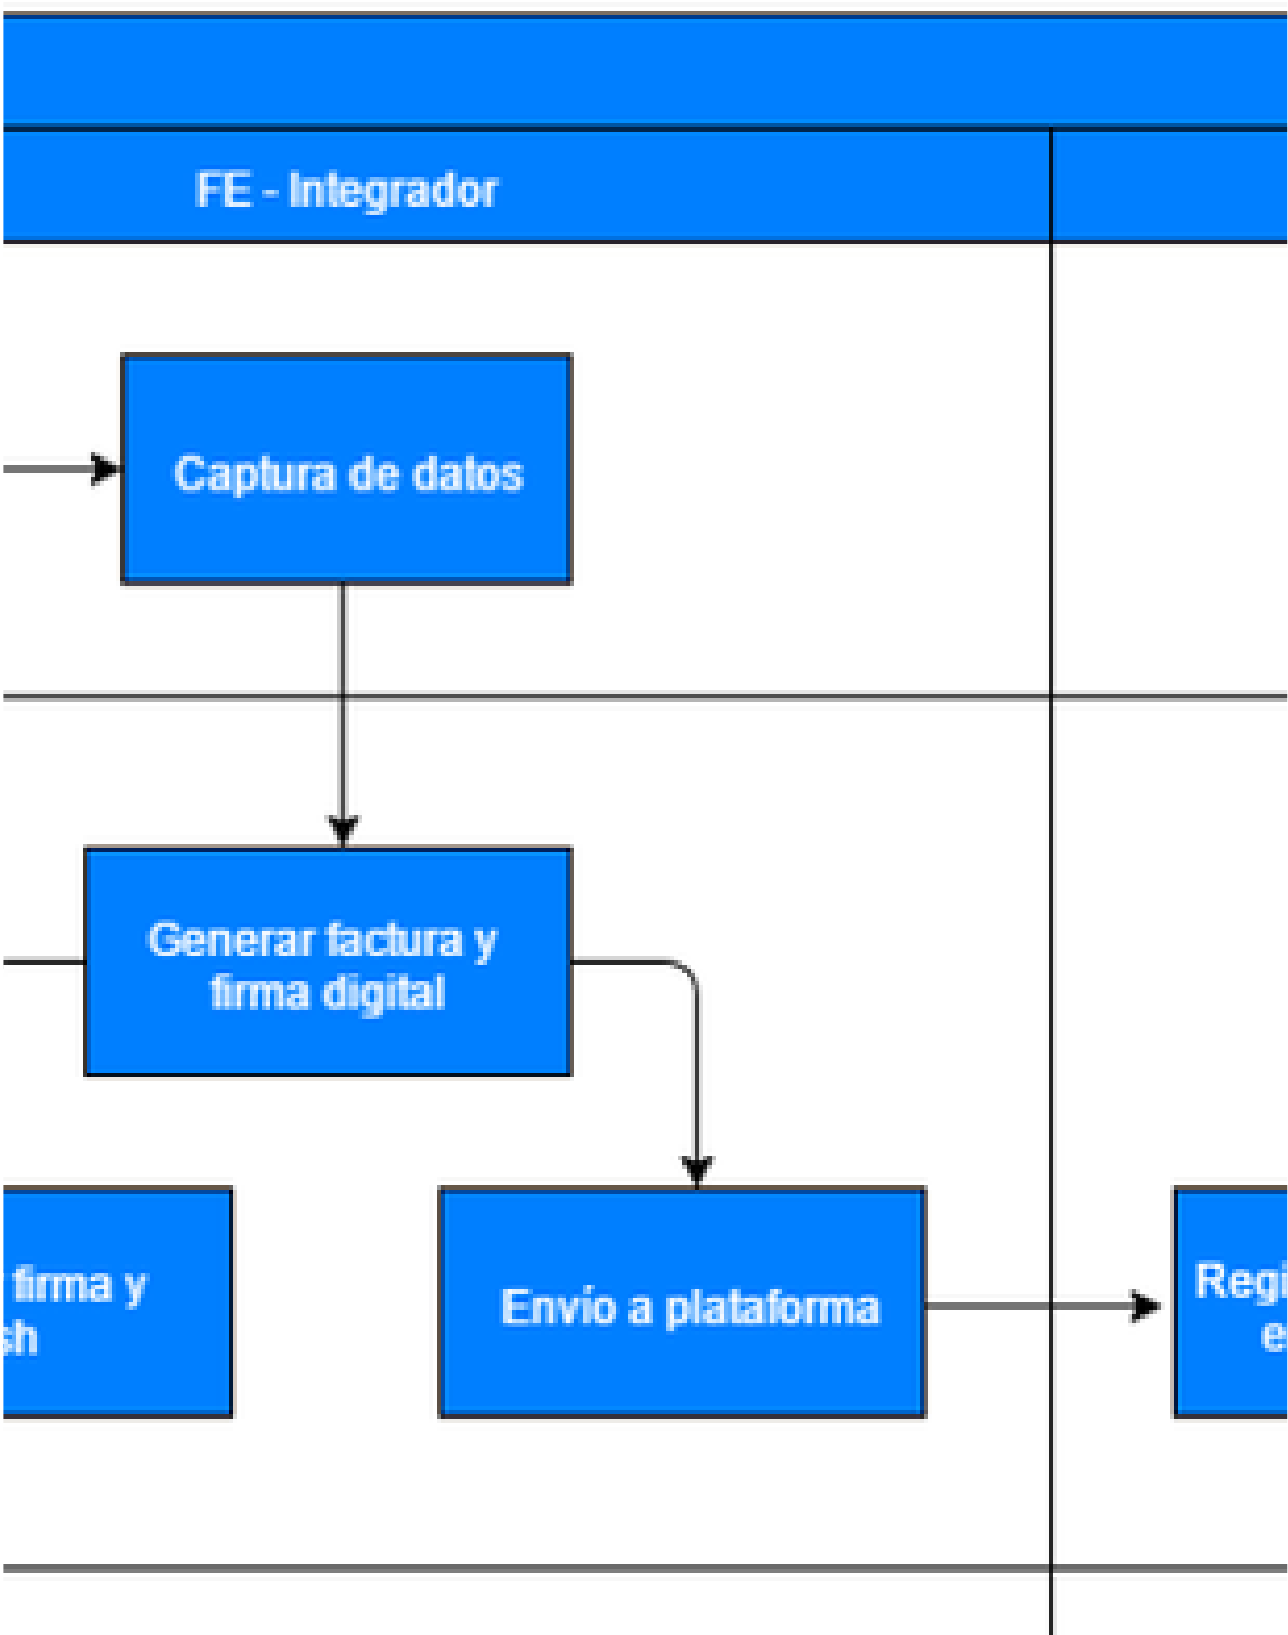 FE - Integrador
Captura de datos
Generar factura y
firma digital
firma y
Envío a plataforma